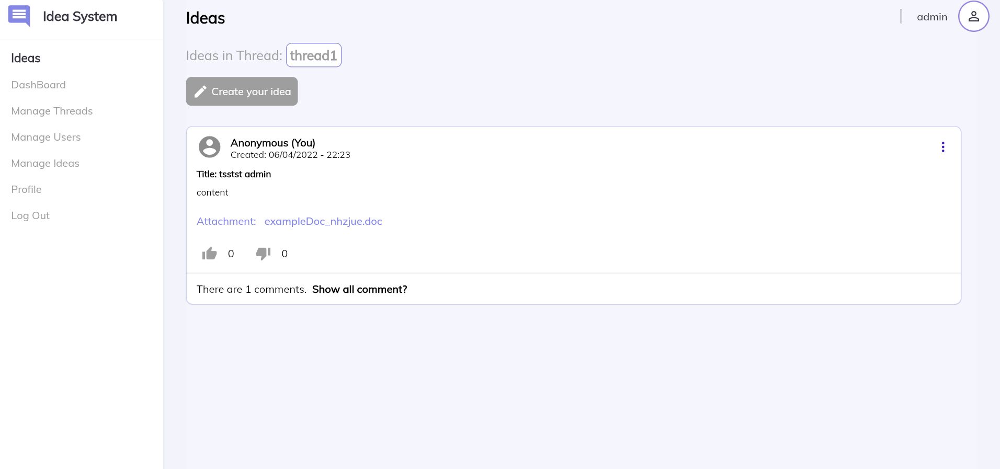 Idea System
Ideas
DashBoard
Manage Threads
Manage Users
Manage Ideas
Profile
Log Out
Ideas
admin
Ideas in Thread: thread1
Create your idea
Anonymous (You)
Created: 06/04/2022 - 22:23
Title: tsstst admin
content
Attachment: exampleDoc_nhzjue.doc
0 0
There are 1 comments. Show all comment?